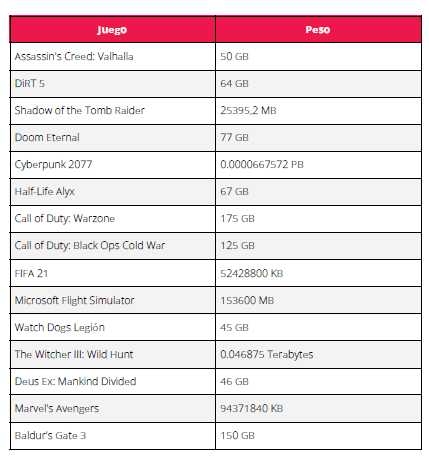 Juego Peso
Assassin's Creed: Valhalla 50 GB
DiRT 5 64 GB
Shadow of the Tomb Raider 25395,2 MB
Doom Eternal 77 GB
Cyberpunk 2077 0.0000667572 PB
Half-Life Alyx 67 GB
Call of Duty: Warzone 175 GB
Call of Duty: Black Ops Cold War 125 GB
FIFA 21 52428800 KB
Microsoft Flight Simulator 153600 MB
Watch Dogs Legión 45 GB
The Witcher III: Wild Hunt 0.046875 Terabytes
Deus Ex: Mankind Divided 46 GB
Marvel's Avengers 94371840 KB
Baldur's Gate 3 150 GB